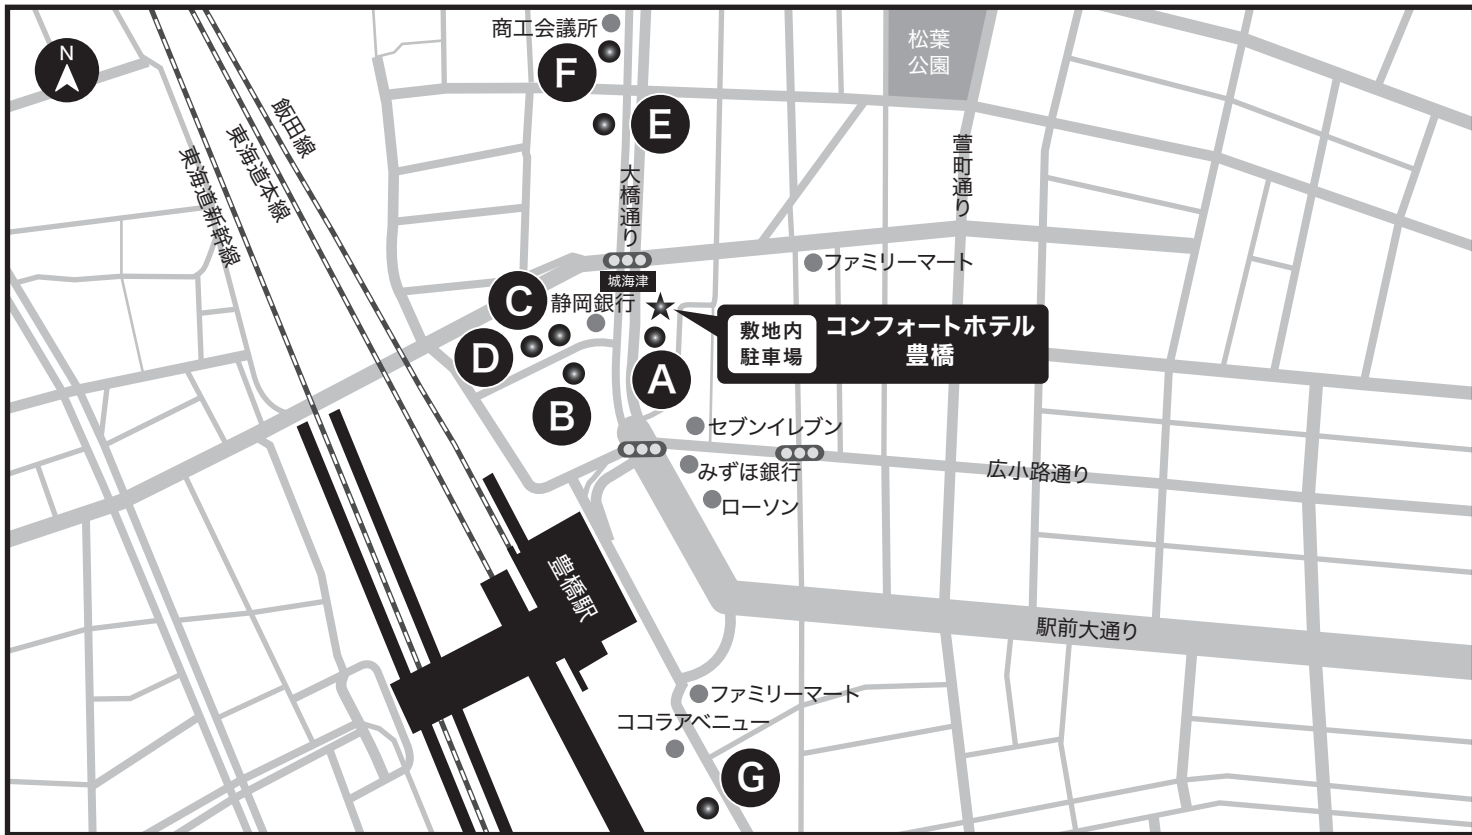 商工会議所
松葉
公園
N
F
E
飯田線
東海道本線
東海道新幹線
大橋通り
萱町通り
ファミリーマート
城海津
C
静岡銀行
敷地内
駐車場
コンフォートホテル
豊橋
D
A
B
セブンイレブン
みずほ銀行
広小路通り
ローソン
豊橋駅
駅前大通り
ファミリーマート
ココラアベニュー
G